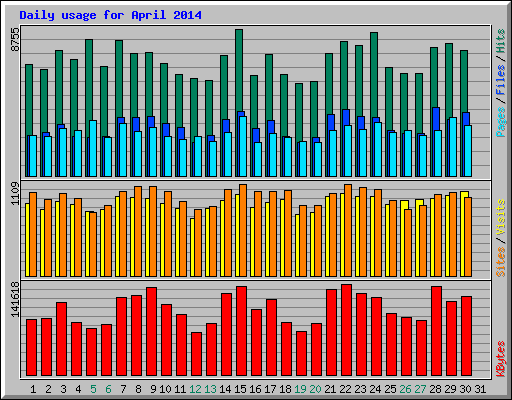 Daily usage for April 2014
8755
Pages / Files / Hits
1109
Sites / Visits
141618
KBytes
1 2 3 4 5 6 7 8 9 10 11 12 13 14 15 16 17 18 19 20 21 22 23 24 25 26 27 28 29 30 31